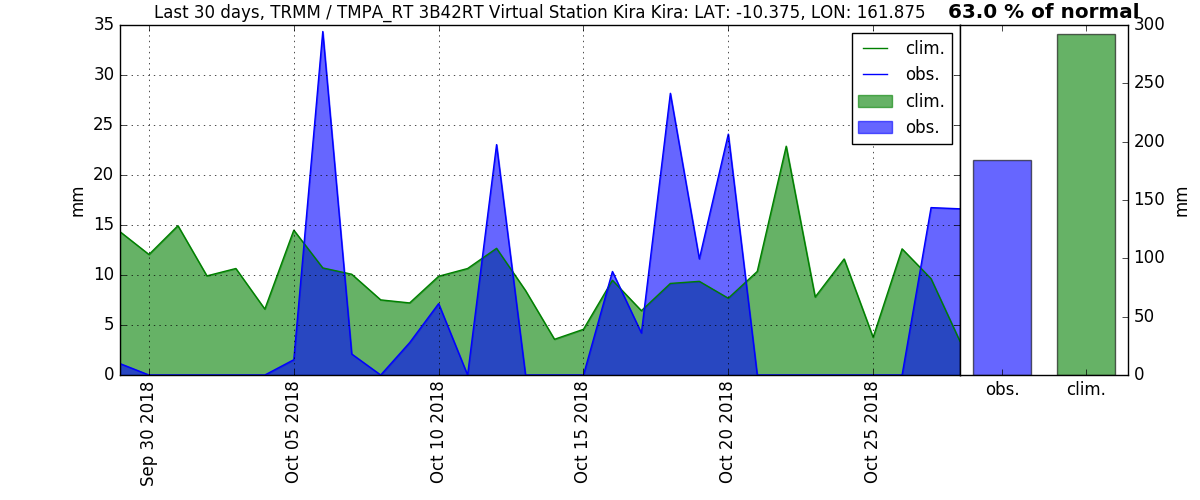 Last 30 days, TRMM / TMPA_RT 3B42RT Virtual Station Kira Kira: LAT: -10.375, LON: 161.875
63.0 % of normal
35
30
25
20
15
10
5
0
mm
clim.
obs.
clim.
obs.
300
250
200
150
100
50
0
mm
obs.
clim.
Sep 30 2018
Oct 05 2018
Oct 10 2018
Oct 15 2018
Oct 20 2018
Oct 25 2018